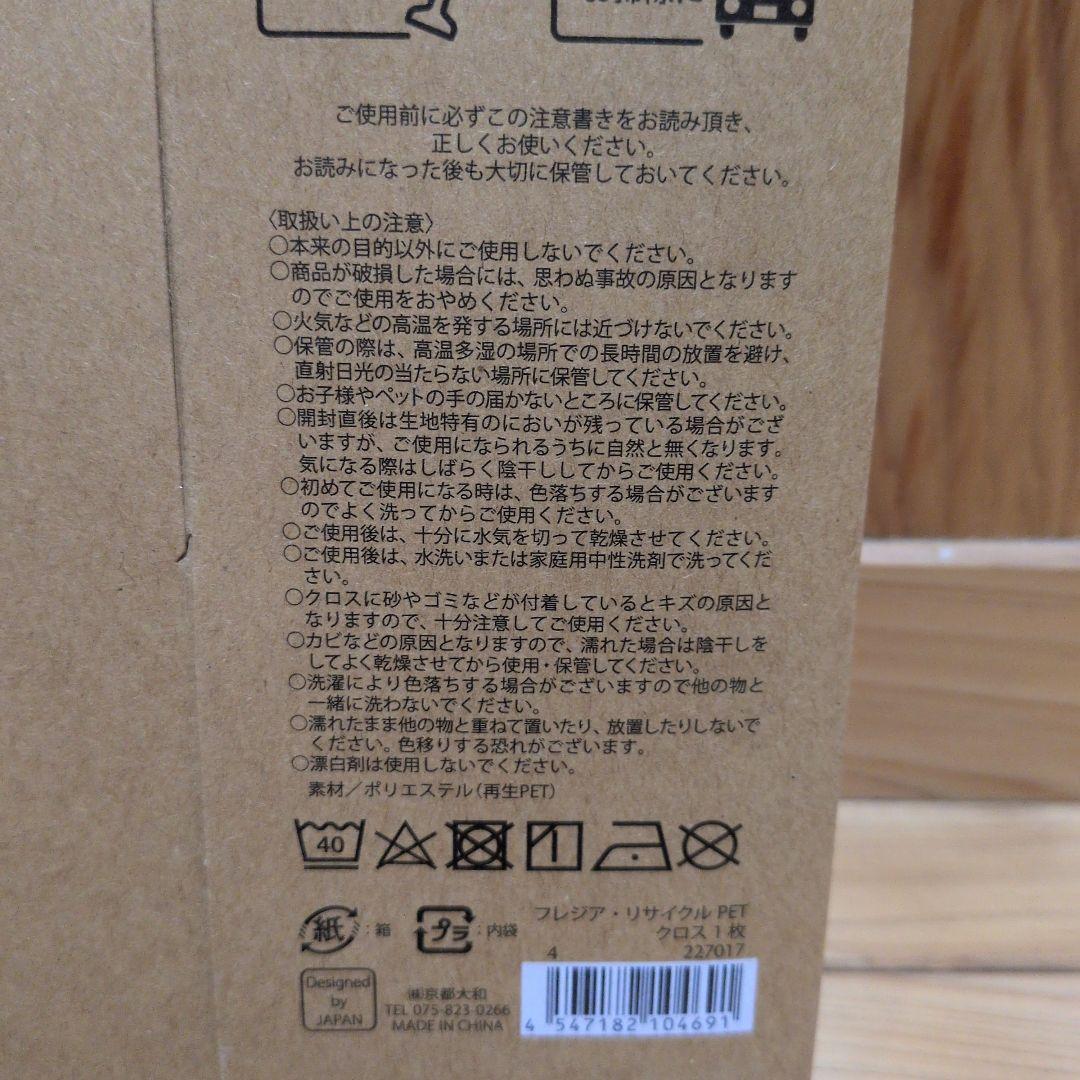 ご使用前に必ずこの注意書きをお読み頂き、
正しくお使いください。
お読みになった後も大切に保管しておいてください。
〈取扱い上の注意〉
○本来の目的以外にご使用しないでください。
○商品が破損した場合には、思わぬ事故の原因となります
のでご使用をおやめください。
○火気などの高温を発する場所には近づけないでください。
○保管の際は、高温多湿の場所での長時間の放置を避け、
直射日光の当たらない場所に保管してください。
○お子様やペットの手の届かないところに保管してください。
○開封直後は生地特有のにおいが残っている場合がござ
いますが、ご使用になられるうちに自然と無くなります。
気になる際はしばらく陰干ししてからご使用ください。
○初めてご使用になる時は、色落ちする場合がございます
のでよく洗ってからご使用ください。
○ご使用後は、十分に水気を切って乾燥させてください。
○ご使用後は、水洗いまたは家庭用中性洗剤で洗ってくだ
さい。
○クロスに砂やゴミなどが付着しているとキズの原因と
なりますので、十分注意してご使用ください。
○カビなどの原因となりますので、濡れた場合は陰干しを
してよく乾燥させてから使用・保管してください。
○洗濯により色落ちする場合がございますので他の物と
一緒に洗わないでください。
○濡れたまま他の物と重ねて置いたり、放置したりしないで
ください。色移りする恐れがございます。
○漂白剤は使用しないでください。
素材／ポリエステル（再生PET）
40
紙：箱
プラ：内袋
フレジア・リサイクル PET
クロス 1 枚
4 227017
Designed
by
JAPAN
㈱京都大和
TEL 075-823-0266
MADE IN CHINA
4 547182 104691